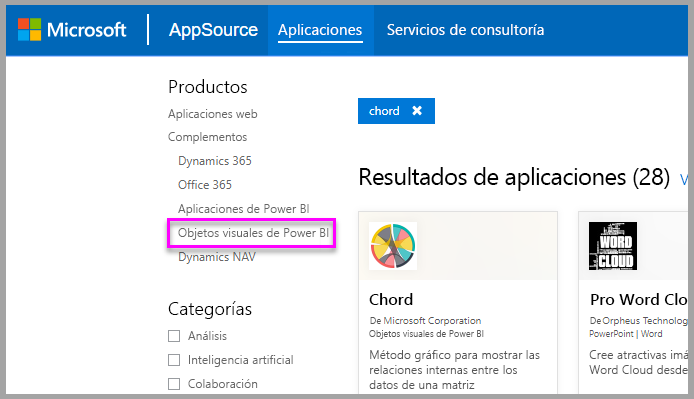 Microsoft
AppSource
Aplicaciones
Servicios de consultoría
Productos
Aplicaciones web
Complementos
Dynamics 365
Office 365
Aplicaciones de Power BI
Objetos visuales de Power BI
Dynamics NAV
Categorías
Análisis
Inteligencia artificial
Colaboración
chord ✖
Resultados de aplicaciones (28) V
Chord
De Microsoft Corporation
Objetos visuales de Power BI
Método gráfico para mostrar las
relaciones internas entre los
datos de una matriz
WORD
CLOUD
Pro Word Clo
De Orpheus Technolog
PowerPoint | Word
Cree atractivas imá
Word Cloud desde